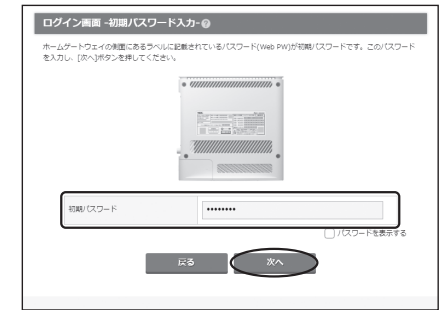 ログイン画面 -初期パスワード入力-
ホームゲートウェイの側面にあるラベルに記載されているパスワード(Web PW)が初期パスワードです。このパスワード
を入力し、[次へ]ボタンを押してください。
初期パスワード ••••••••
パスワードを表示する
戻る 次へ